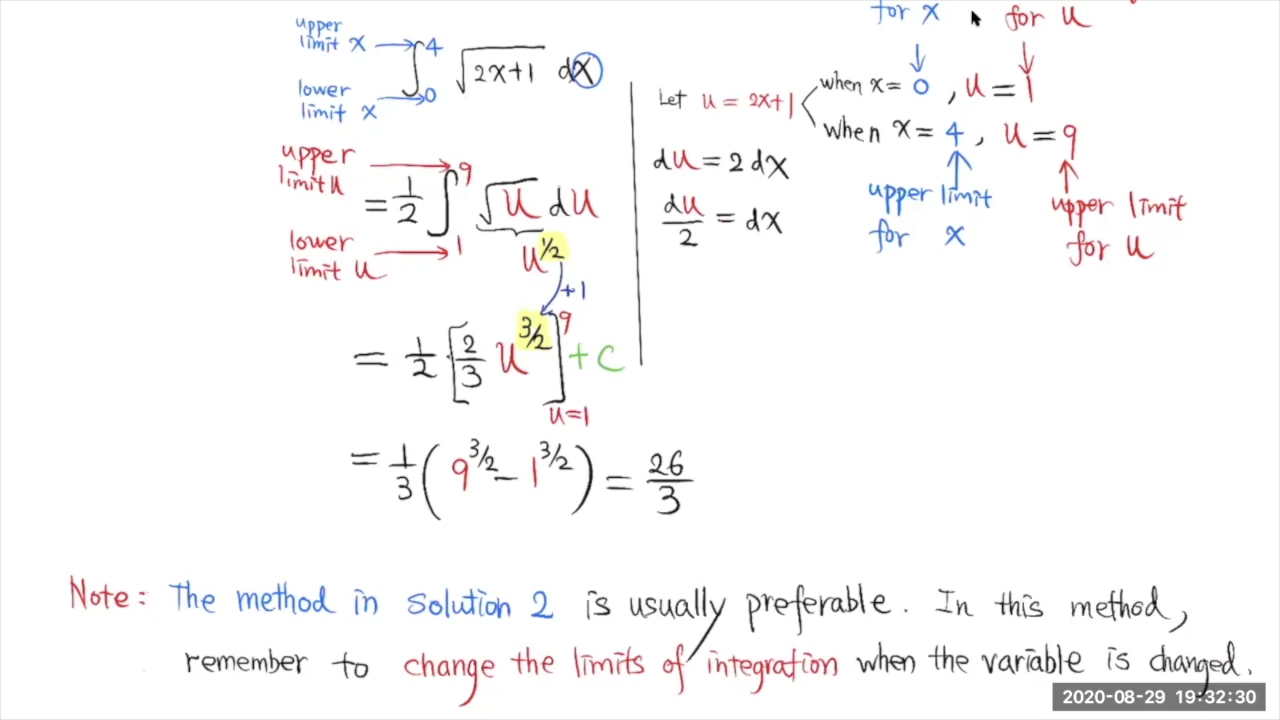 for x for u
upper limit x → ∫₀⁴ √(2x+1) dx
lower limit x
Let u = 2x+1
when x = 0, u = 1
when x = 4, u = 9
du = 2 dx
du/2 = dx
upper limit for x
upper limit for u
upper limit u
= 1/2 ∫₁⁹ √u du
lower limit u
u^1/2
+1
= 1/2 · [2/3 u^3/2]⁹ᵤ₌₁ + C
= 1/3 (9^3/2 - 1^3/2) = 26/3
Note: The method in solution 2 is usually preferable. In this method,
remember to change the limits of integration when the variable is changed.
2020-08-29 19:32:30